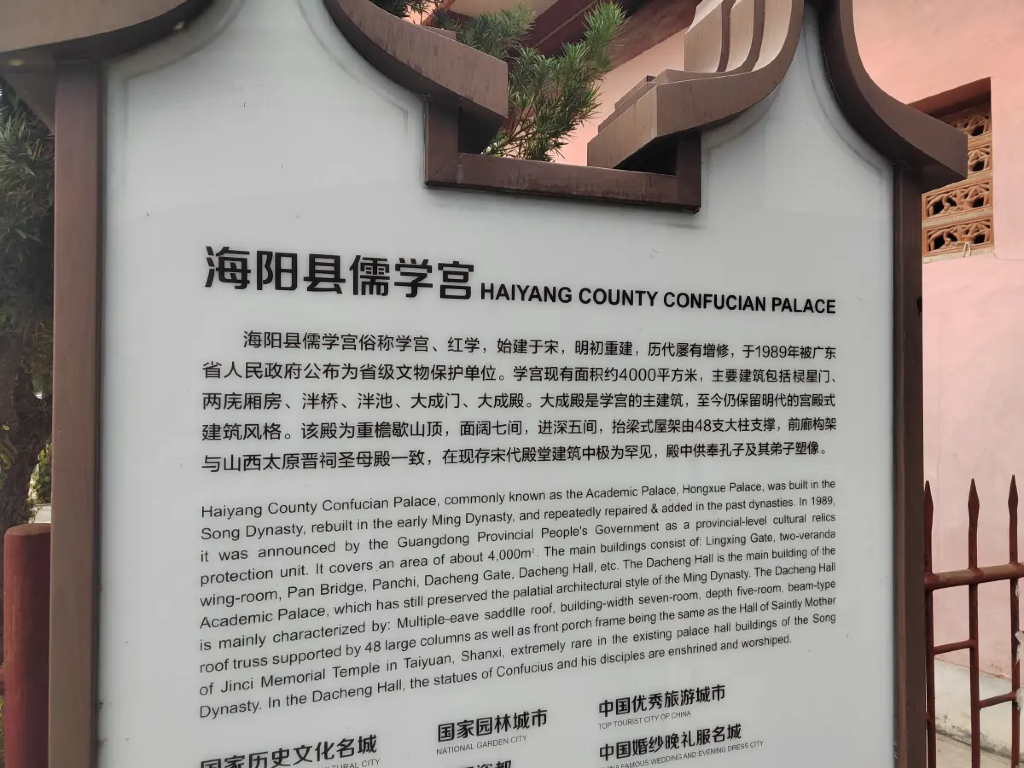 海阳县儒学宫 HAIYANG COUNTY CONFUCIAN PALACE
海阳县儒学宫俗称学宫、红学，始建于宋，明初重建，历代屡有增修，于1989年被广东
省人民政府公布为省级文物保护单位。学宫现有面积约4000平方米，主要建筑包括棂星门、
两庑厢房、泮桥、泮池、大成门、大成殿。大成殿是学宫的主建筑，至今仍保留明代的宫殿式
建筑风格。该殿为重檐歇山顶，面阔七间，进深五间，抬梁式屋架由48支大柱支撑，前廊构架
与山西太原晋祠圣母殿一致，在现存宋代殿堂建筑中极为罕见，殿中供奉孔子及其弟子塑像。
Haiyang County Confucian Palace, commonly known as the Academic Palace, Hongxue Palace, was built in the
Song Dynasty, rebuilt in the early Ming Dynasty, and repeatedly repaired & added in the past dynasties. In 1989,
it was announced by the Guangdong Provincial People's Government as a provincial-level cultural relics
protection unit. It covers an area of about 4,000m². The main buildings consist of: Lingxing Gate, two-veranda
wing-room, Pan Bridge, Panchi, Dacheng Gate, Dacheng Hall, etc. The Dacheng Hall is the main building of the
Academic Palace, which has still preserved the palatial architectural style of the Ming Dynasty. The Dacheng Hall
is mainly characterized by: Multiple-eave saddle roof, building-width seven-room, depth five-room, beam-type
roof truss supported by 48 large columns as well as front porch frame being the same as the Hall of Saintly Mother
of Jinci Memorial Temple in Taiyuan, Shanxi, extremely rare in the existing palace hall buildings of the Song
Dynasty. In the Dacheng Hall, the statues of Confucius and his disciples are enshrined and worshiped.
国家历史文化名城
TURAL CITY
国家园林城市
NATIONAL GARDEN CITY
中国优秀旅游城市
TOP TOURIST CITY OF CHINA
中国婚纱晚礼服名城
FAMOUS WEDDING AND EVENING DRESS CITY